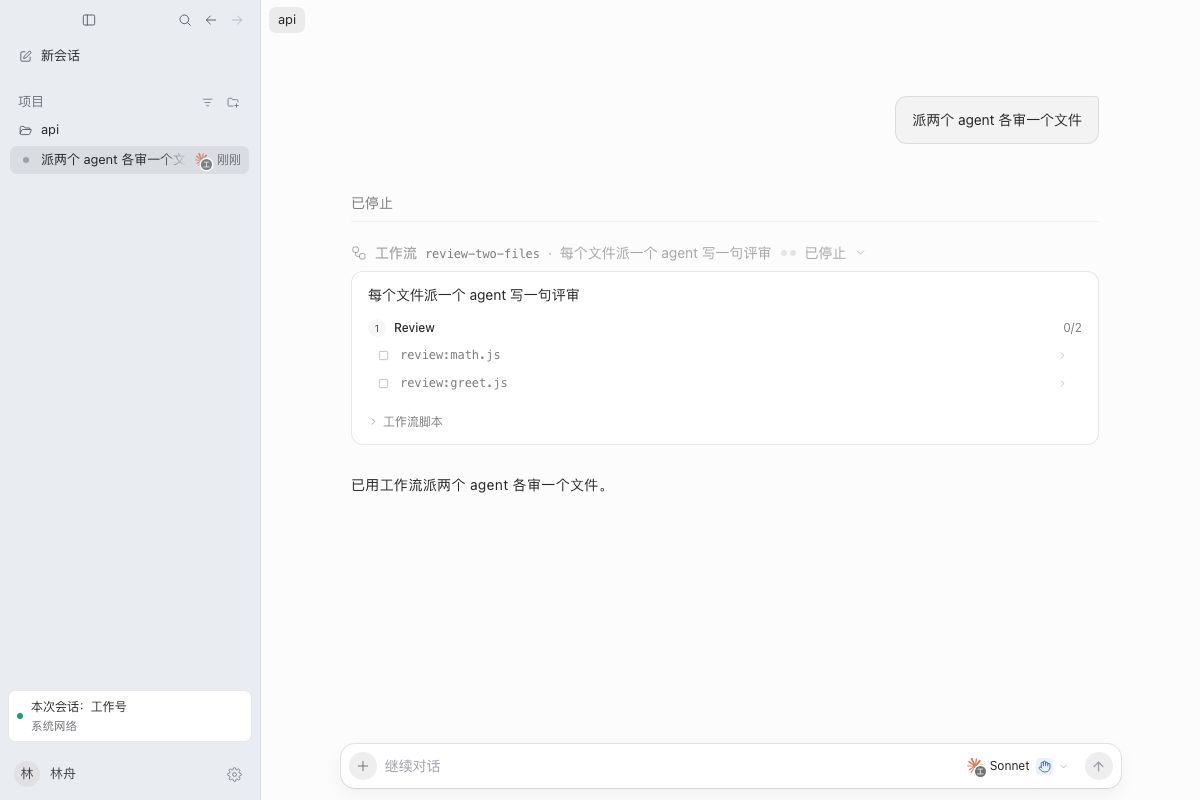 api
新会话
项目
api
派两个 agent 各审一个文
工
刚刚
派两个 agent 各审一个文件
已停止
工作流 review-two-files · 每个文件派一个 agent 写一句评审 已停止
每个文件派一个 agent 写一句评审
1 Review 0/2
review:math.js
review:greet.js
工作流脚本
已用工作流派两个 agent 各审一个文件。
本次会话：工作号
系统网络
林 林舟
继续对话
工 Sonnet